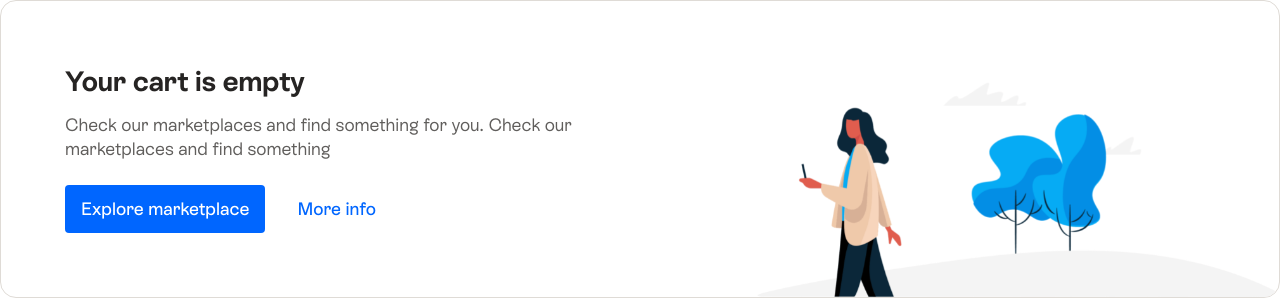 Your cart is empty
Check our marketplaces and find something for you. Check our
marketplaces and find something
Explore marketplace
More info